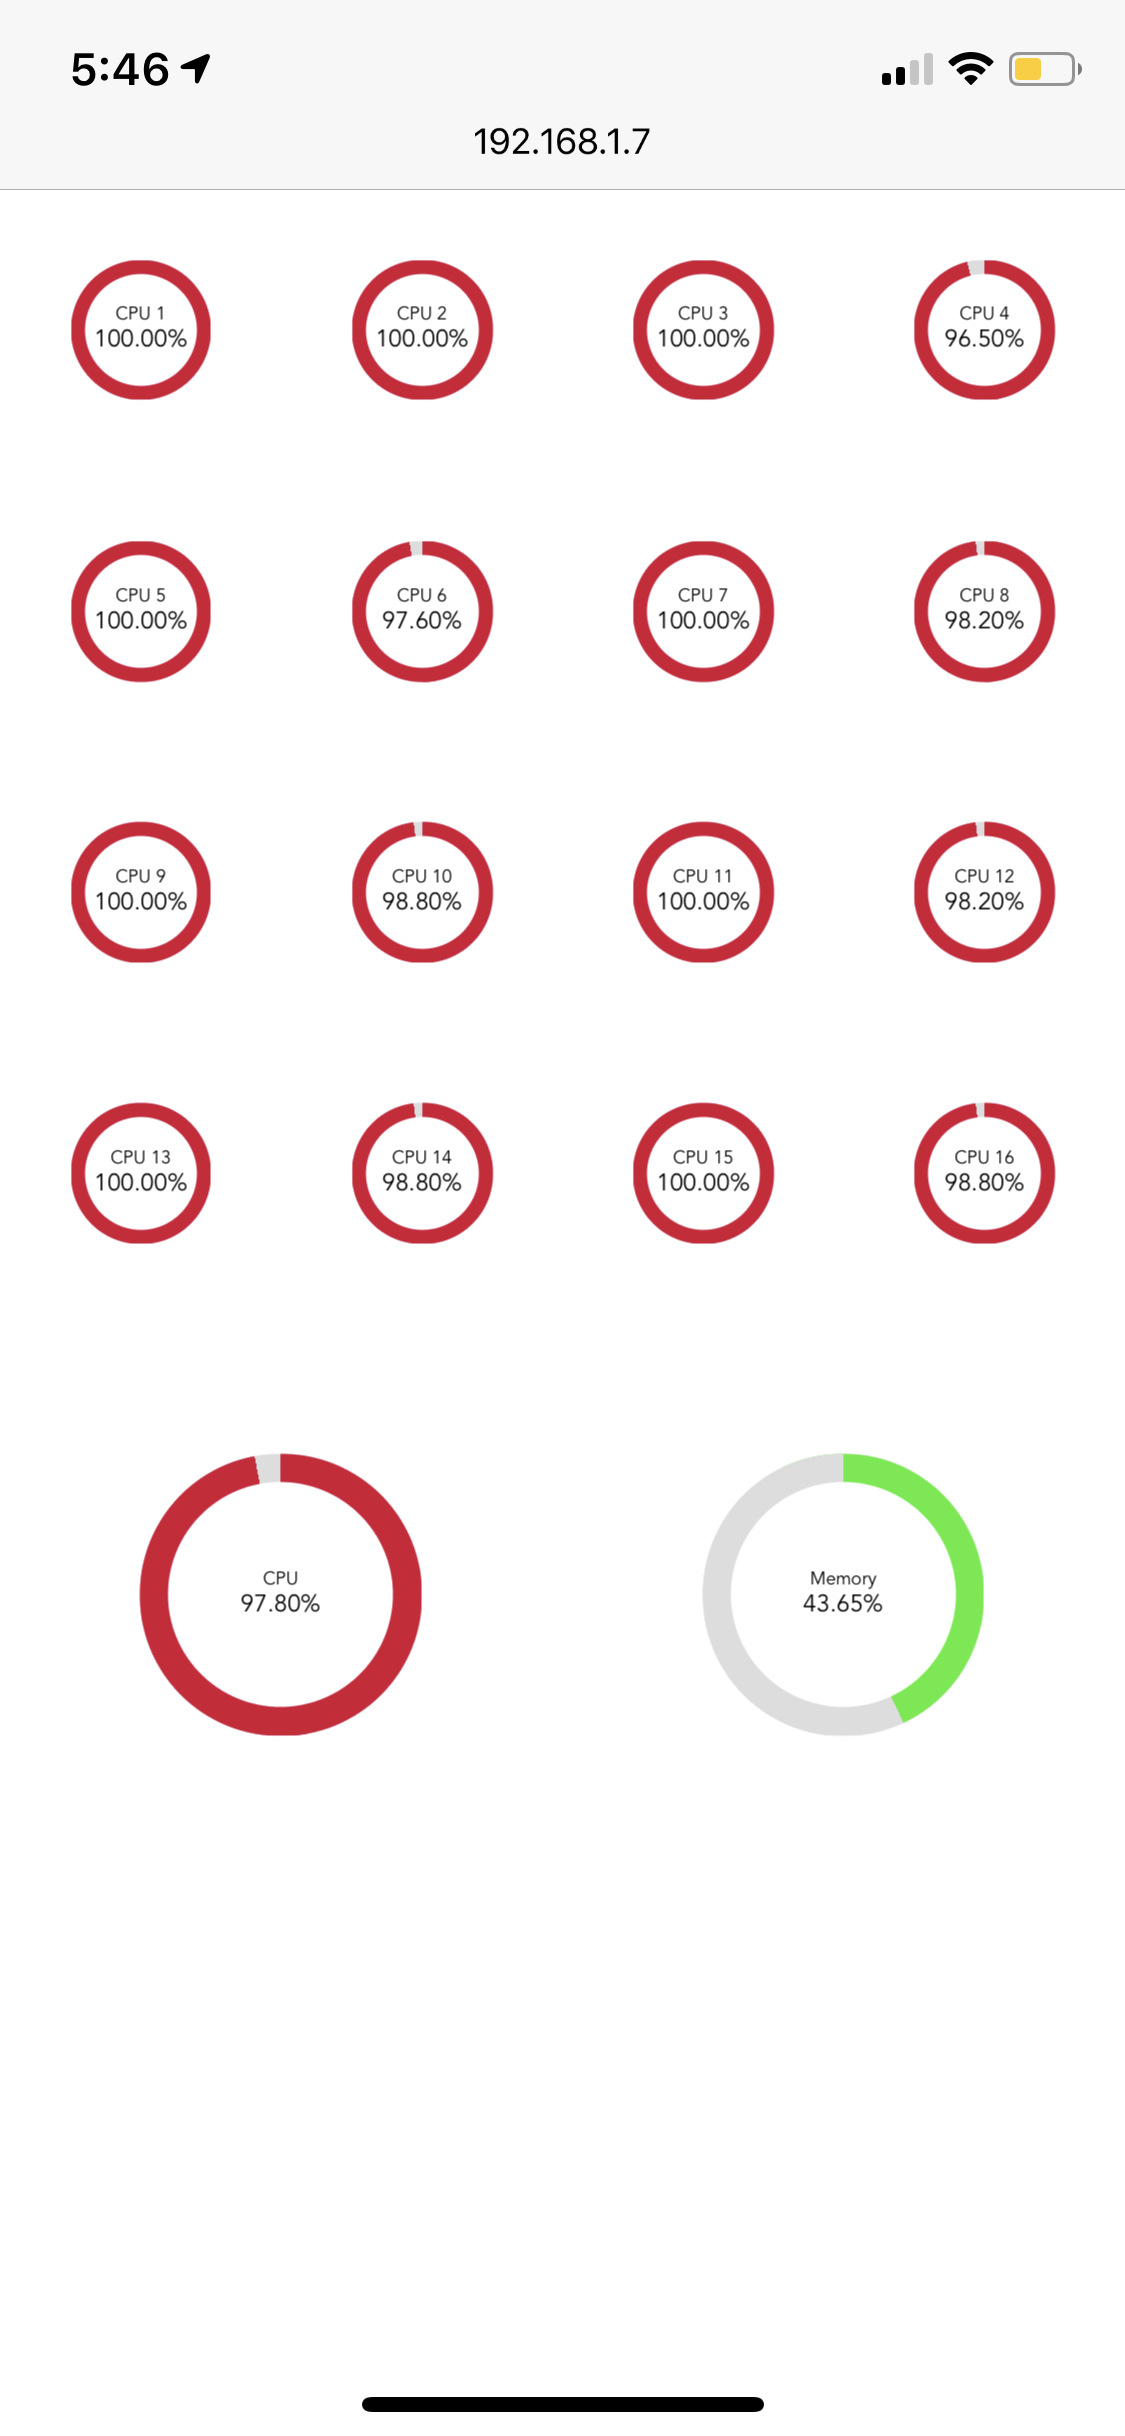 5:46
192.168.1.7
CPU 1
100.00%
CPU 2
100.00%
CPU 3
100.00%
CPU 4
96.50%
CPU 5
100.00%
CPU 6
97.60%
CPU 7
100.00%
CPU 8
98.20%
CPU 9
100.00%
CPU 10
98.80%
CPU 11
100.00%
CPU 12
98.20%
CPU 13
100.00%
CPU 14
98.80%
CPU 15
100.00%
CPU 16
98.80%
CPU
97.80%
Memory
43.65%